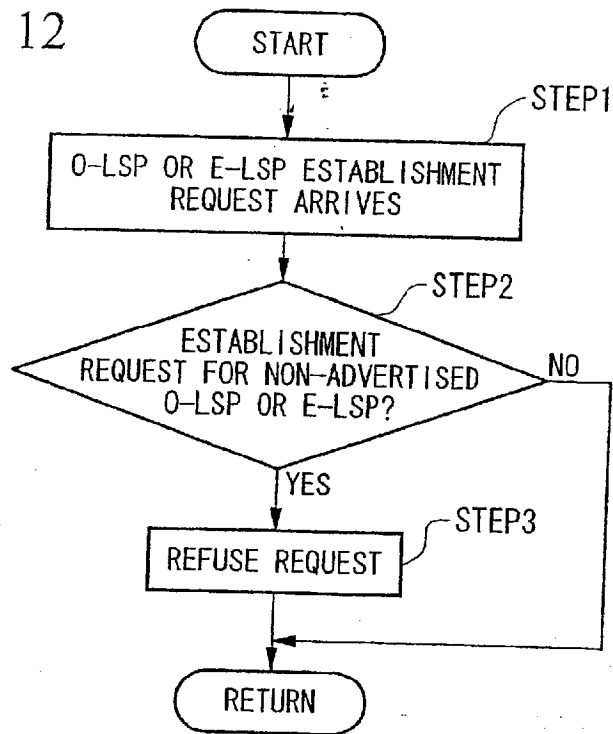 12
START
STEP1
O-LSP OR E-LSP ESTABLISHMENT
REQUEST ARRIVES
STEP2
ESTABLISHMENT
REQUEST FOR NON-ADVERTISED
O-LSP OR E-LSP?
NO
YES
STEP3
REFUSE REQUEST
RETURN